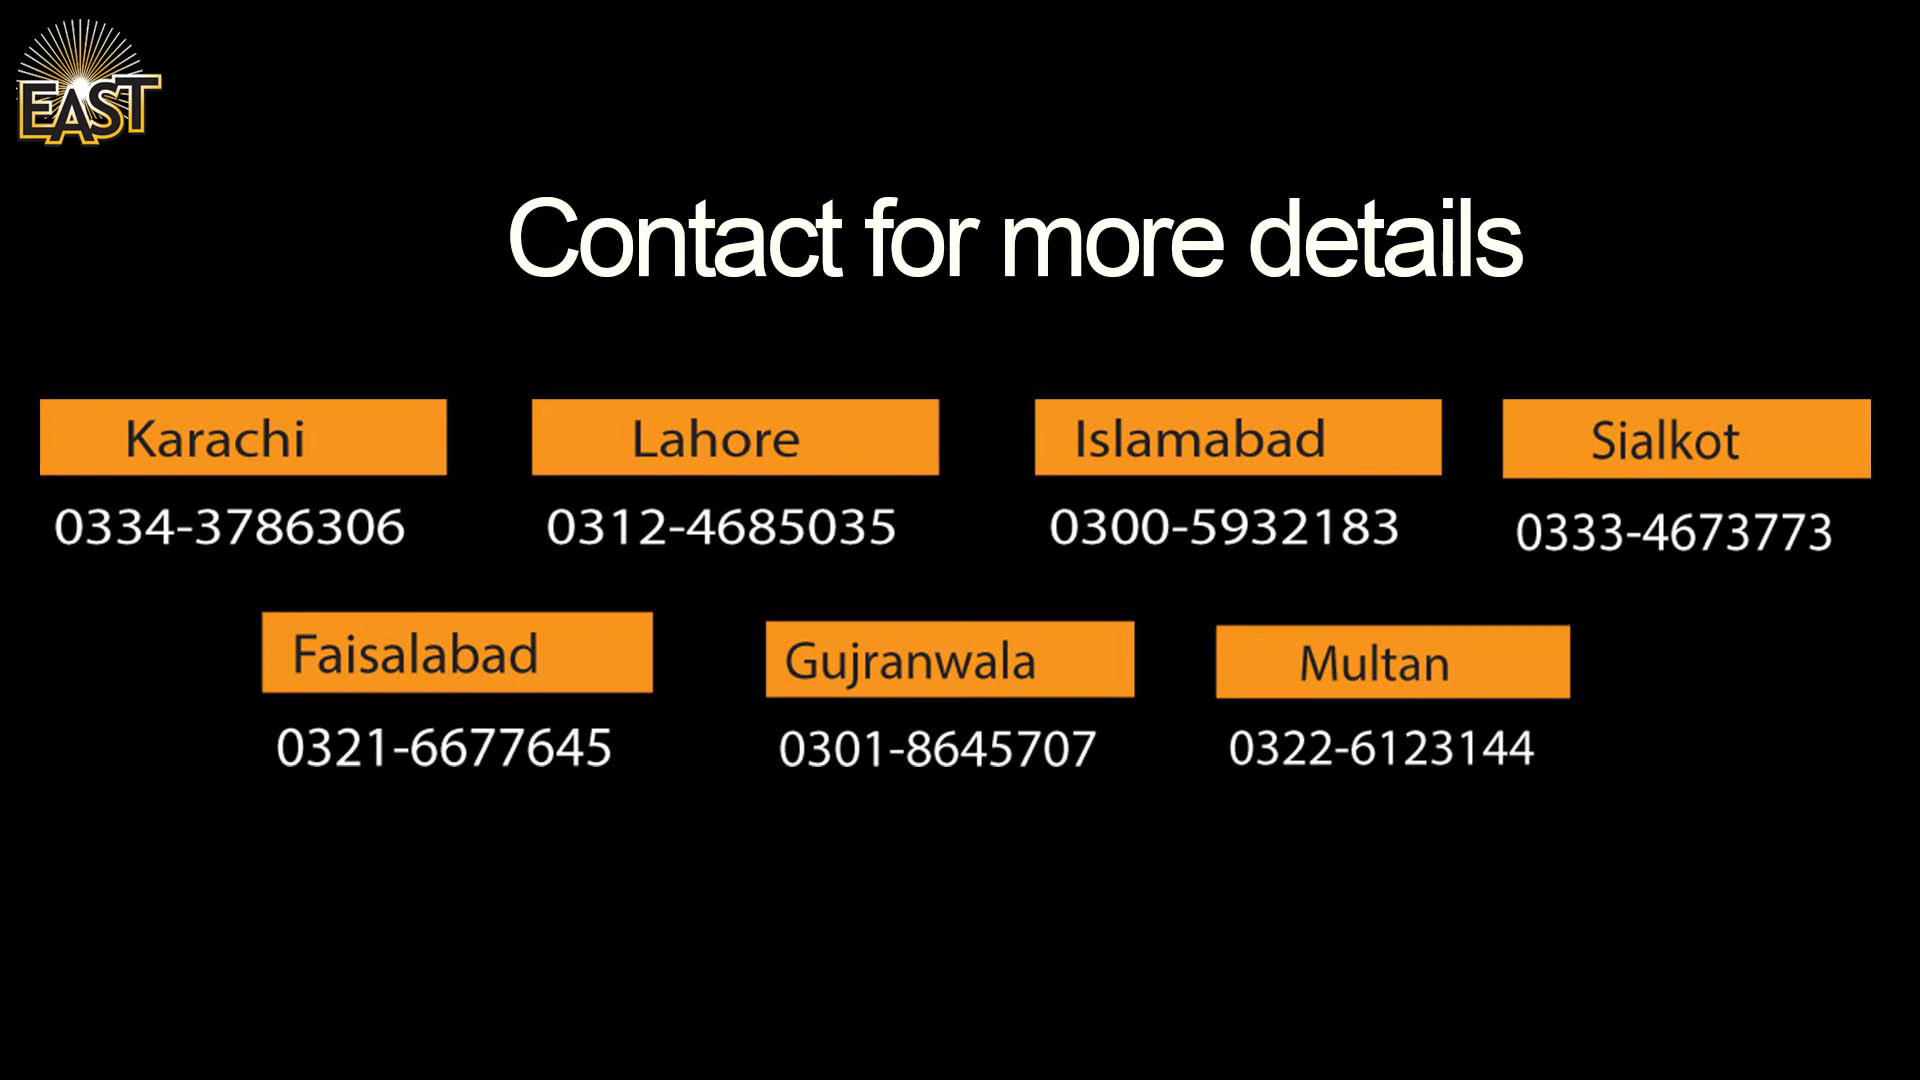 EAST
Contact for more details
Karachi
Lahore
Islamabad
Sialkot
0334-3786306
0312-4685035
0300-5932183
0333-4673773
Faisalabad
Gujranwala
Multan
0321-6677645
0301-8645707
0322-6123144